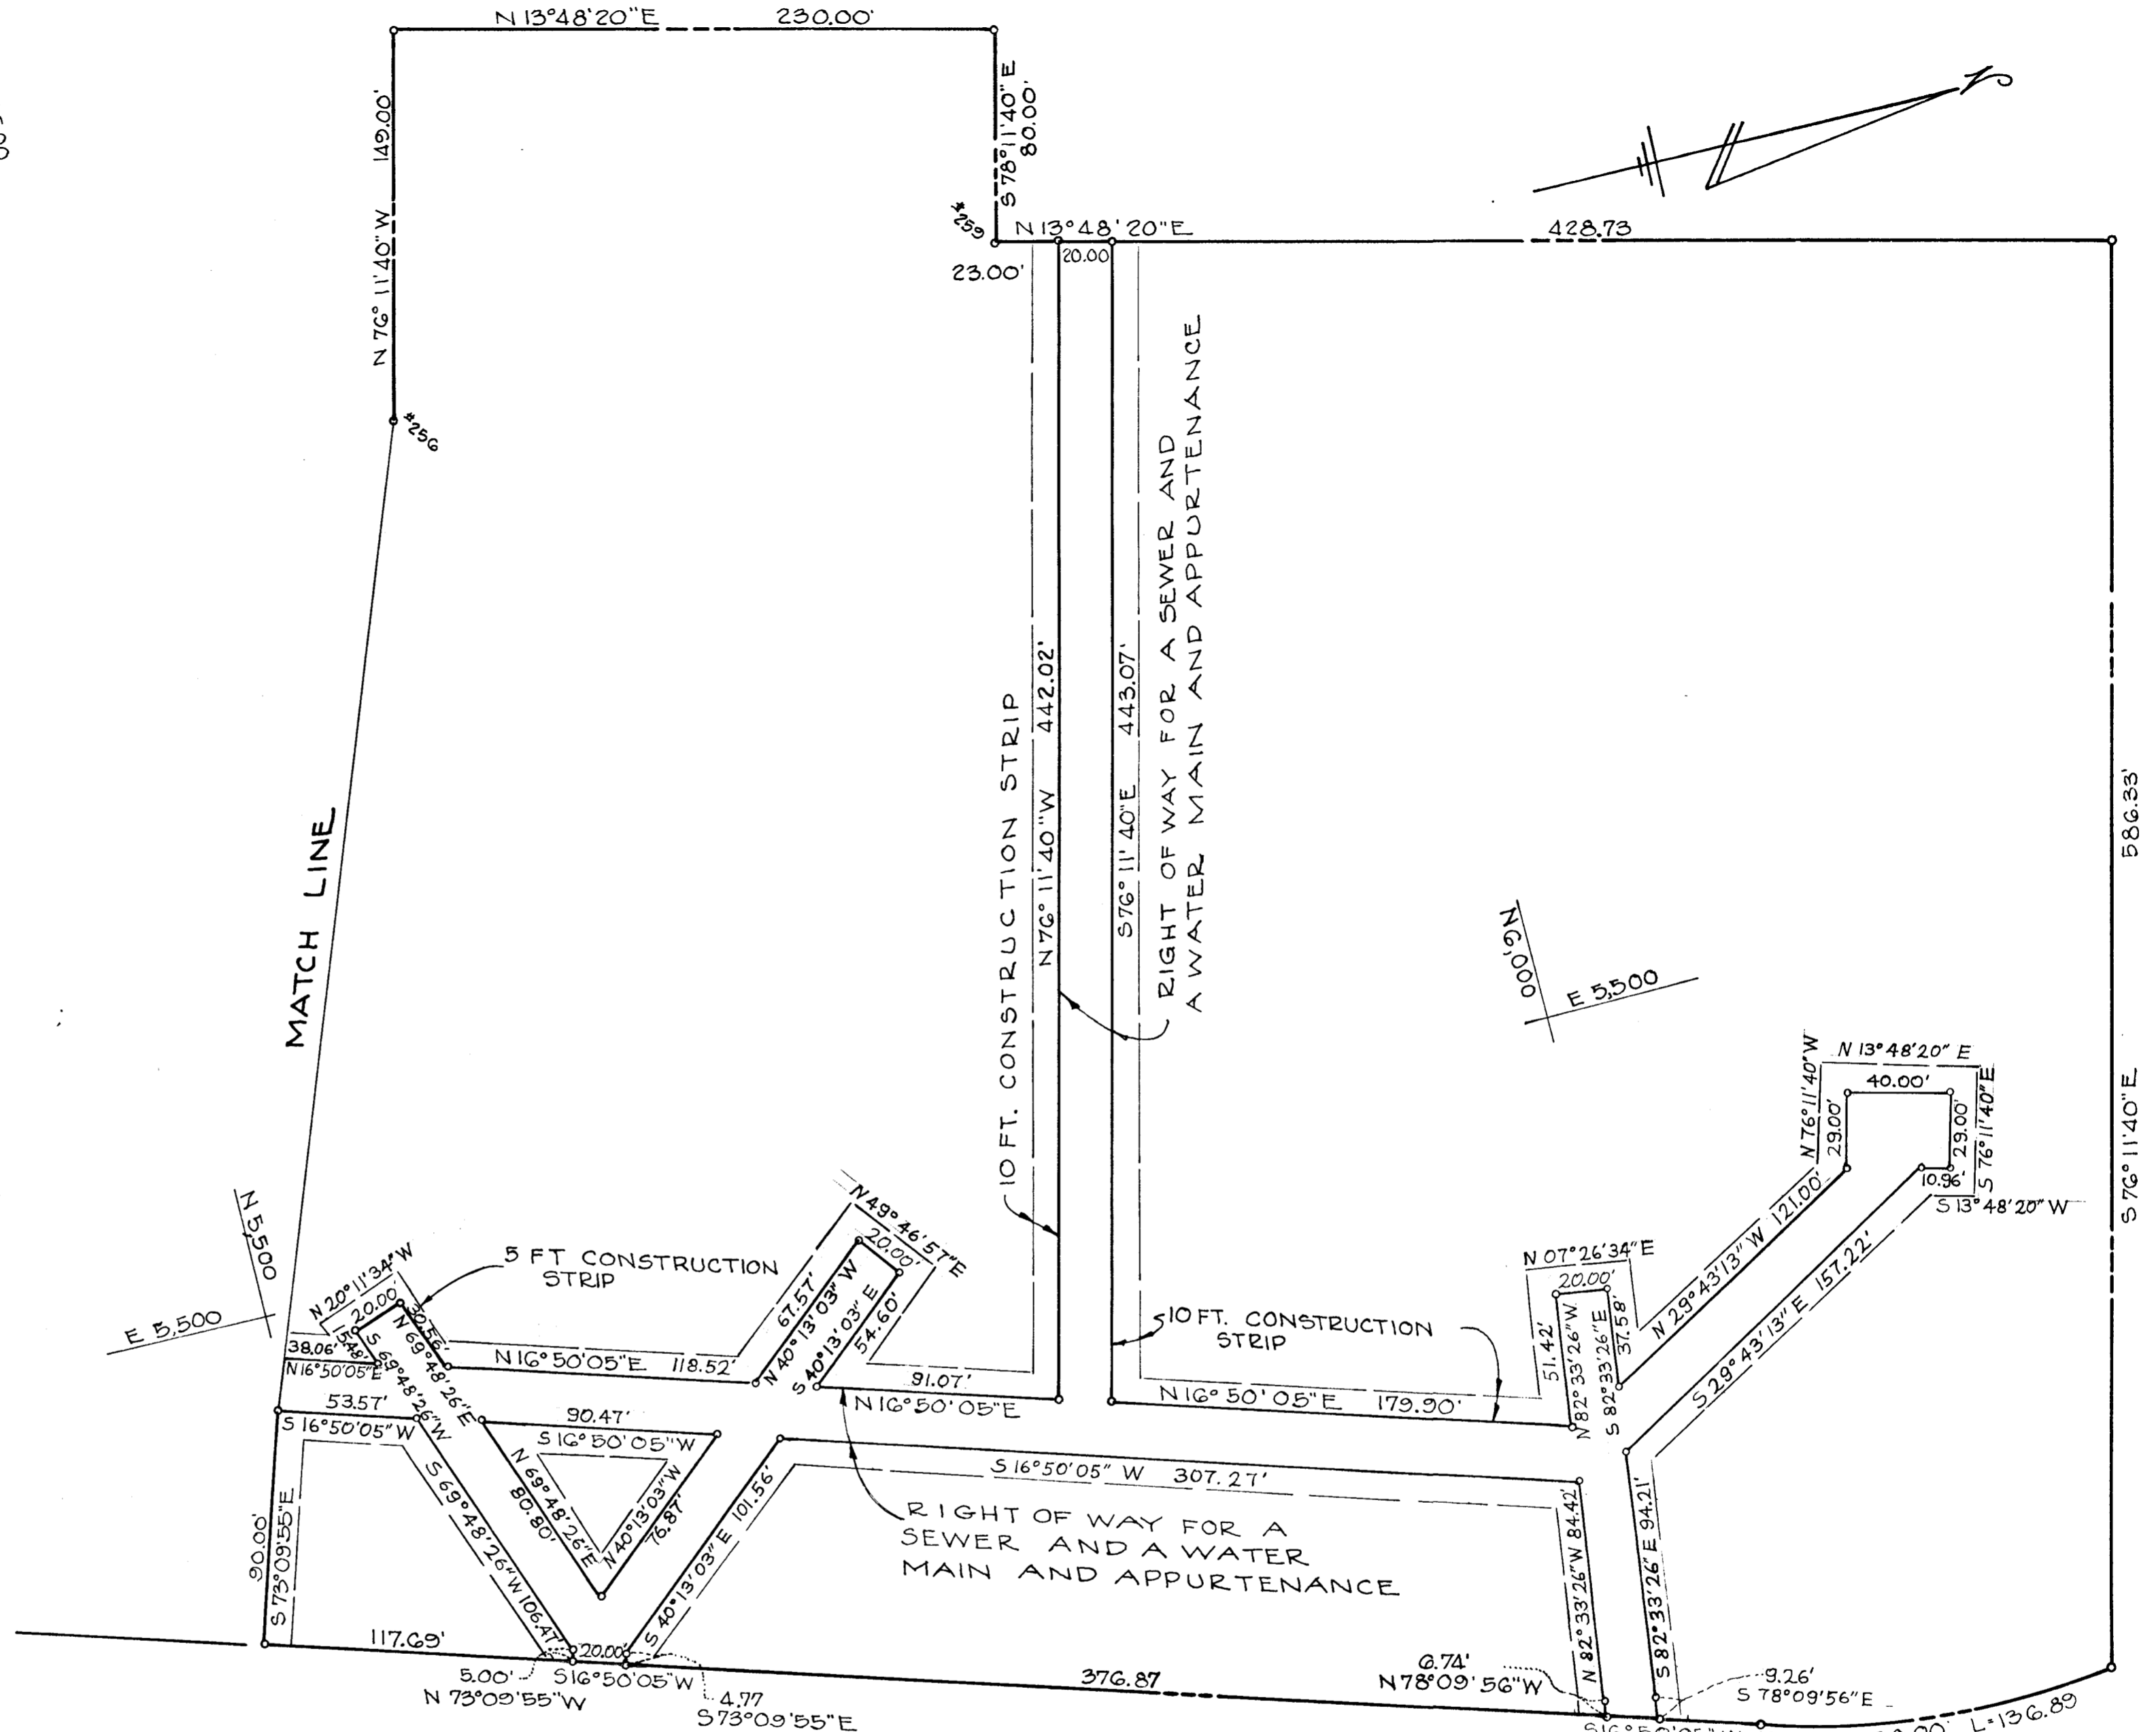 N 13°48'20"E 230.00'
149.00'
N 76° 11'40" W
S 78°11'40" E
80.00'
#259
N 13°48'20"E
428.73
23.00'
20.00
#256
MATCH LINE
10 FT. CONSTRUCTION STRIP
N 76° 11' 40" W 442.02'
S 76° 11' 40" E 443.07'
RIGHT OF WAY FOR A SEWER AND
A WATER MAIN AND APPURTENANCE
586.33'
S 76° 11' 40" E
N 6,000
E 5,500
N 5,500
E 5,500
N 13°48'20" E
40.00'
N 76°11'40" W
29.00'
29.00'
S 76°11'40" E
10.96'
S 13°48'20" W
N 29°43'13" W 121.00'
S 29°43'13" E 157.22'
N 07°26'34"E
20.00'
51.42'
N 82°33'26"W
S 82°33'26"E
37.58'
N 49°46'57"E
20.00'
67.57'
N 40°13'03" W
S 40°13'03" E
54.60'
5 FT CONSTRUCTION
STRIP
N 20°11'34" W
20.00'
30.56'
N 69°48'26"E
15.48'
S 69°48'26"W
38.06'
N 16°50'05"E
N 16°50'05"E 118.52'
91.07'
N 16°50'05"E
10 FT. CONSTRUCTION
STRIP
N 16°50'05"E 179.90'
53.57'
S 16°50'05" W
90.47'
S 16°50'05" W
N 69°48'26"E
80.80'
N 40°13'03" W
76.87'
S 69°48'26" W 106.47'
S 40°13'03" E 101.56'
S 16°50'05" W 307.27'
RIGHT OF WAY FOR A
SEWER AND A WATER
MAIN AND APPURTENANCE
90.00'
S 73°09'55"E
N 82°33'26"W 84.42'
S 82°33'26"E 94.21'
117.69'
20.00'
5.00'
S 16°50'05" W
N 73°09'55" W
4.77
S 73°09'55"E
376.87
6.74'
N 78°09'56" W
9.26'
S 78°09'56"E
L=136.89